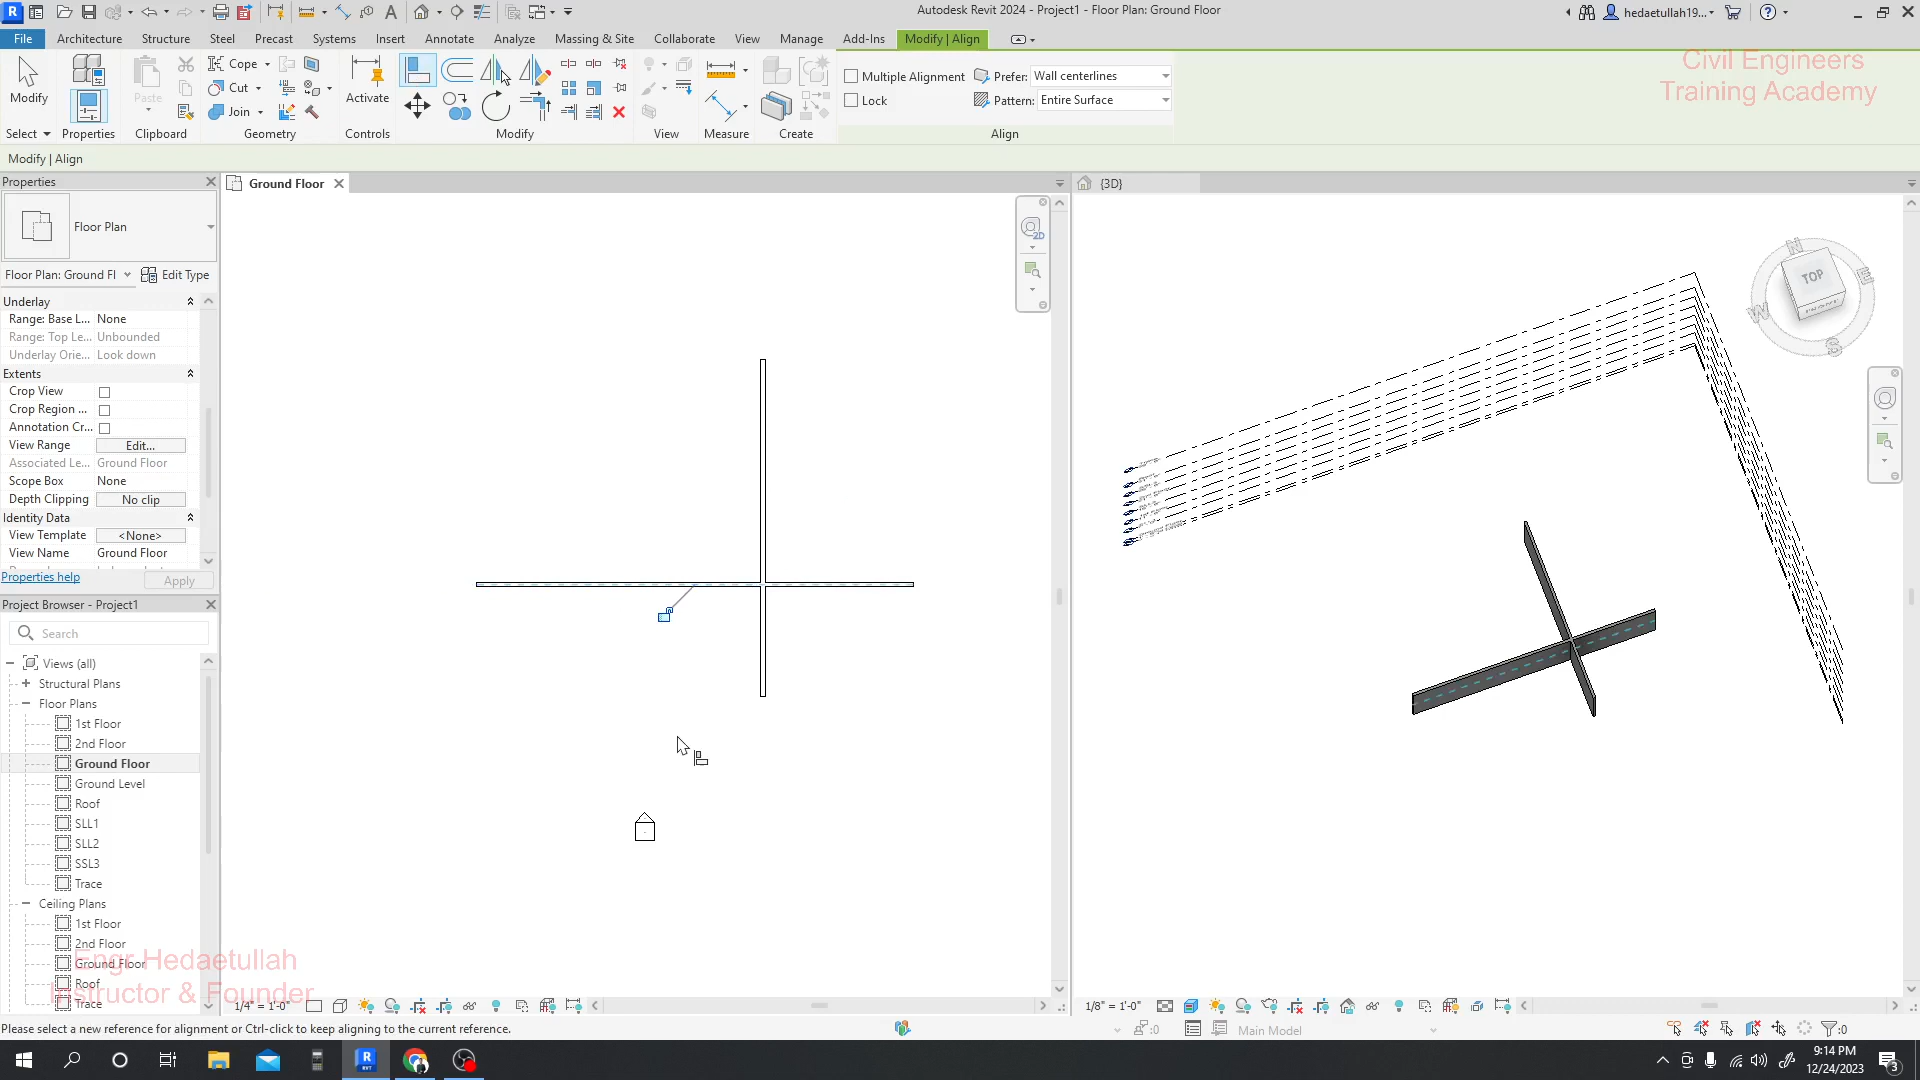 Autodesk Revit 2024 - Project1 - Floor Plan: Ground Floor
hedaetullah19...
File Architecture Structure Steel Precast Systems Insert Annotate Analyze Massing & Site Collaborate View Manage Add-Ins Modify | Align
Modify
Paste
Cope
Cut
Join
Activate
Multiple Alignment
Lock
Prefer: Wall centerlines
Pattern: Entire Surface
Select Properties Clipboard Geometry Controls Modify View Measure Create Align
Civil Engineers
Training Academy
Modify | Align
Properties
Floor Plan
Floor Plan: Ground Fl Edit Type
Underlay
Range: Base L... None
Range: Top Le... Unbounded
Underlay Orie... Look down
Extents
Crop View
Crop Region ...
Annotation Cr...
View Range Edit...
Associated Le... Ground Floor
Scope Box None
Depth Clipping No clip
Identity Data
View Template <None>
View Name Ground Floor
Properties help Apply
Project Browser - Project1
Search
Views (all)
Structural Plans
Floor Plans
1st Floor
2nd Floor
Ground Floor
Ground Level
Roof
SLL1
SLL2
SSL3
Trace
Ceiling Plans
1st Floor
2nd Floor
Ground Floor
Roof
Trace
Engr.Hedaetullah
Instructor & Founder
Ground Floor
{3D}
2D
TOP
N
E
S
W
1/4" = 1'-0"
1/8" = 1'-0"
Please select a new reference for alignment or Ctrl-click to keep aligning to the current reference.
:0
Main Model
:0
9:14 PM
12/24/2023
3